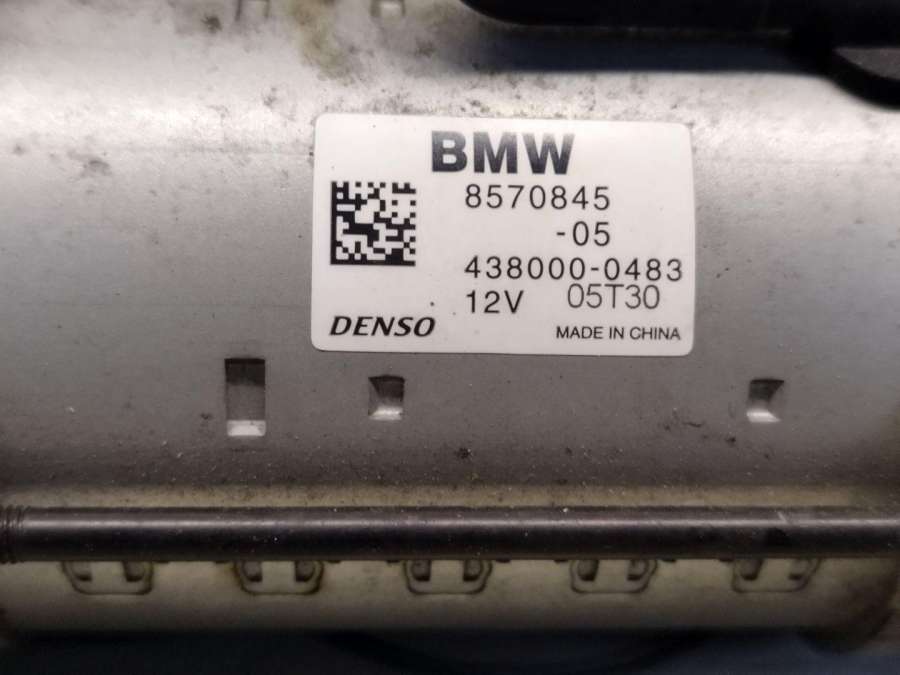 BMW
8570845
-05
438000-0483
12V 05T30
DENSO MADE IN CHINA